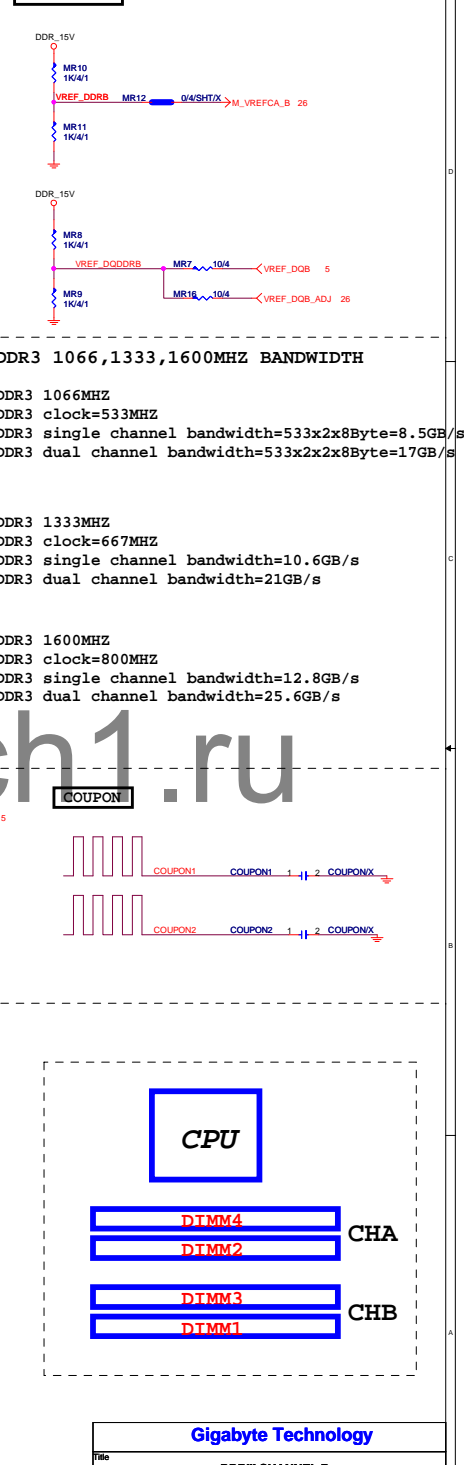 DDR_15V
MR10
1K/4/1
VREF_DDRB MR12 0/4/SHT/X M_VREFCA_B 26
MR11
1K/4/1
D
DDR_15V
MR8
1K/4/1
VREF_DQDDRB MR7 10/4 VREF_DQB 5
MR9
1K/4/1
MR16 10/4 VREF_DQB_ADJ 26
DDR3 1066,1333,1600MHZ BANDWIDTH
DDR3 1066MHZ
DDR3 clock=533MHZ
DDR3 single channel bandwidth=533x2x8Byte=8.5GB/s
DDR3 dual channel bandwidth=533x2x2x8Byte=17GB/s
DDR3 1333MHZ
DDR3 clock=667MHZ
C
DDR3 single channel bandwidth=10.6GB/s
DDR3 dual channel bandwidth=21GB/s
DDR3 1600MHZ
DDR3 clock=800MHZ
DDR3 single channel bandwidth=12.8GB/s
DDR3 dual channel bandwidth=25.6GB/s
ch1.ru
COUPON
5
COUPON1 COUPON1 1 2 COUPON/X
COUPON2 COUPON2 1 2 COUPON/X
B
CPU
DIMM4
CHA
DIMM2
DIMM3
CHB
DIMM1
A
Gigabyte Technology
Title